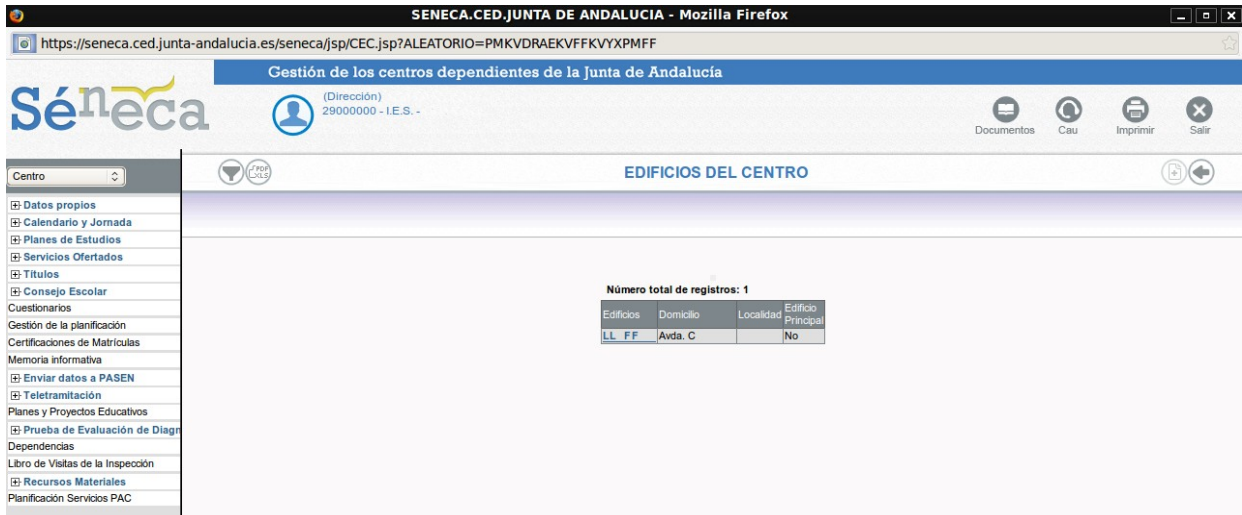 SENECA.CED.JUNTA DE ANDALUCIA - Mozilla Firefox
https://seneca.ced.junta-andalucia.es/seneca/jsp/CEC.jsp?ALEATORIO=PMKVDRAEKVFFKVYXPMFF
Gestión de los centros dependientes de la Junta de Andalucía
Séneca
(Dirección)
29000000 - I.E.S. -
Documentos Cau Imprimir Salir
Centro
PDF
XLS
EDIFICIOS DEL CENTRO
Datos propios
Calendario y Jornada
Planes de Estudios
Servicios Ofertados
Títulos
Consejo Escolar
Cuestionarios
Gestión de la planificación
Certificaciones de Matrículas
Memoria informativa
Enviar datos a PASEN
Teletramitación
Planes y Proyectos Educativos
Prueba de Evaluación de Diagn
Dependencias
Libro de Visitas de la Inspección
Recursos Materiales
Planificación Servicios PAC
Número total de registros: 1
Edificios Domicilio Localidad Edificio Principal
LL FF Avda. C No